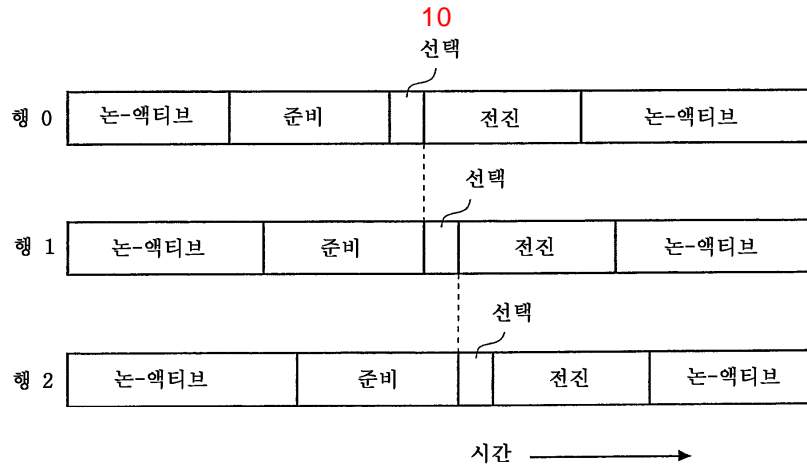 10
선택
행 0 논-액티브 준비 전진 논-액티브
선택
행 1 논-액티브 준비 전진 논-액티브
선택
행 2 논-액티브 준비 전진 논-액티브
시간